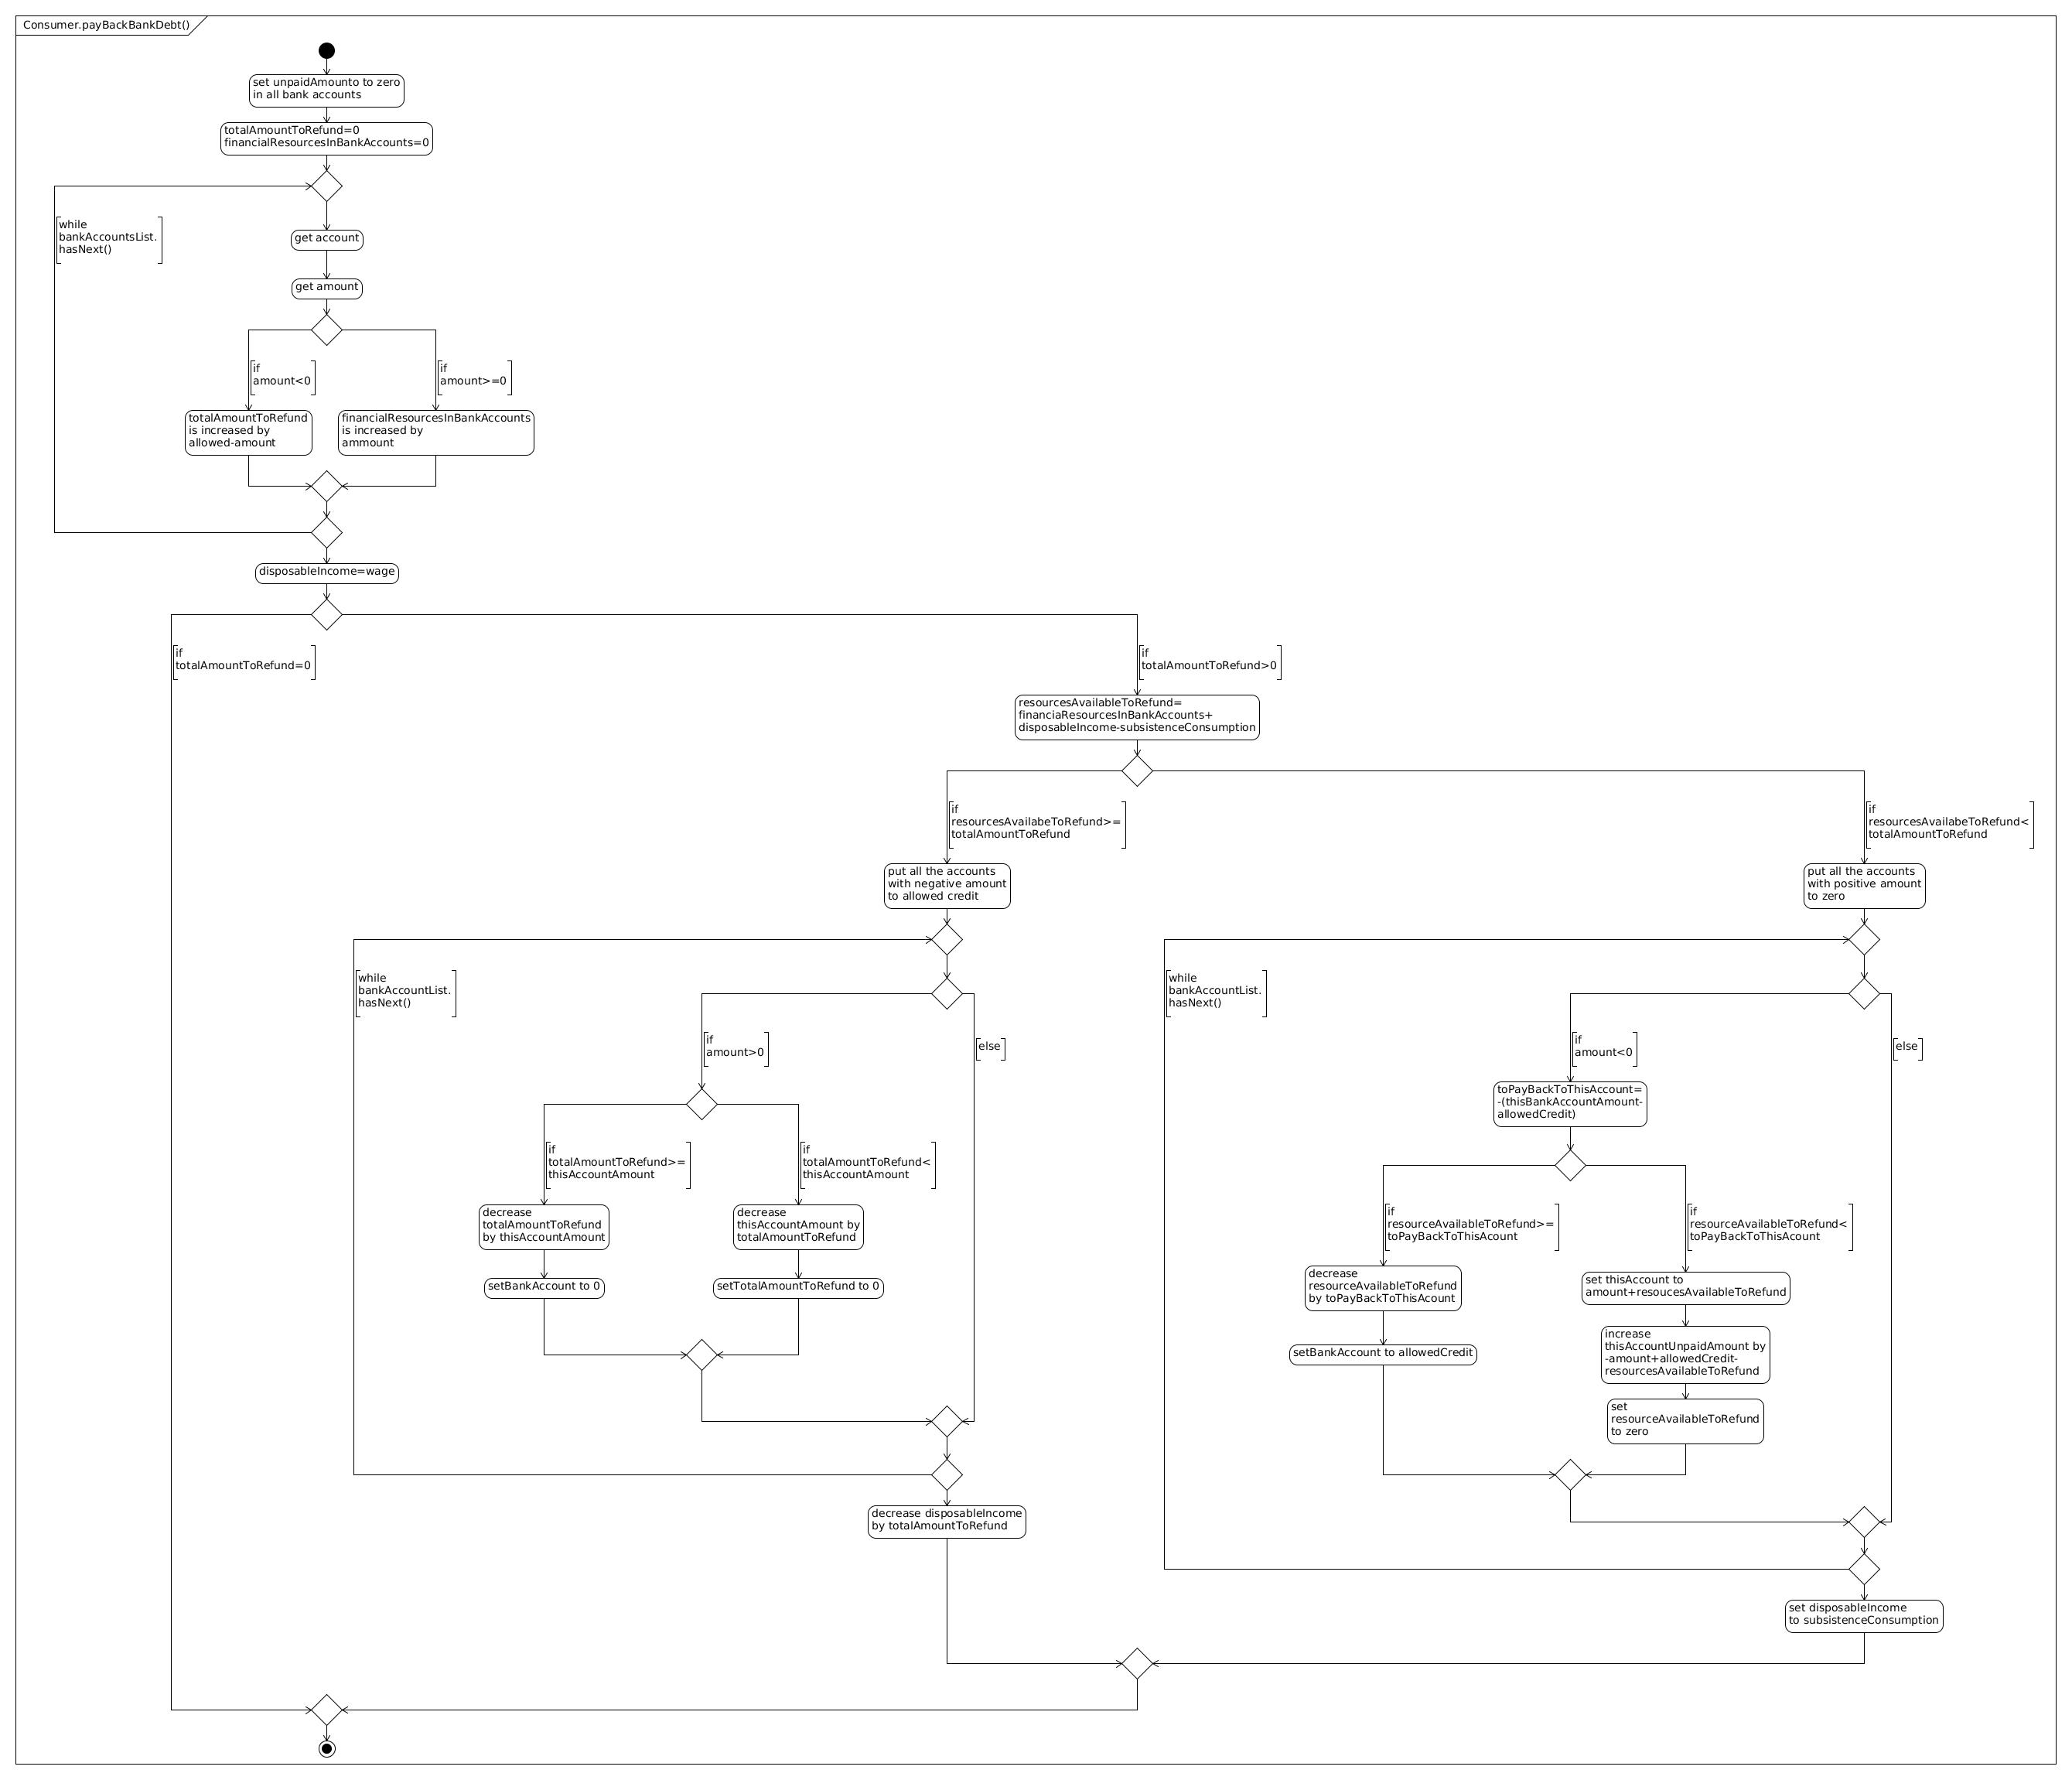 Consumer.payBackBankDebt()
set unpaidAmounto to zero
in all bank accounts
totalAmountToRefund=0
financialResourcesInBankAccounts=0
while
bankAccountsList.
hasNext()
get account
get amount
if
amount<0
if
amount>=0
totalAmountToRefund
is increased by
allowed-amount
financialResourcesInBankAccounts
is increased by
ammount
disposableIncome=wage
if
totalAmountToRefund=0
if
totalAmountToRefund>0
resourcesAvailableToRefund=
financiaResourcesInBankAccounts+
disposableIncome-subsistenceConsumption
if
resourcesAvailabeToRefund>=
totalAmountToRefund
if
resourcesAvailabeToRefund<
totalAmountToRefund
put all the accounts
with negative amount
to allowed credit
put all the accounts
with positive amount
to zero
while
bankAccountList.
hasNext()
if
amount>0
else
if
totalAmountToRefund>=
thisAccountAmount
if
totalAmountToRefund<
thisAccountAmount
decrease
totalAmountToRefund
by thisAccountAmount
decrease
thisAccountAmount by
totalAmountToRefund
setBankAccount to 0
setTotalAmountToRefund to 0
decrease disposableIncome
by totalAmountToRefund
while
bankAccountList.
hasNext()
if
amount<0
else
toPayBackToThisAccount=
-(thisBankAccountAmount-
allowedCredit)
if
resourceAvailableToRefund>=
toPayBackToThisAcount
if
resourceAvailableToRefund<
toPayBackToThisAcount
decrease
resourceAvailableToRefund
by toPayBackToThisAcount
set thisAccount to
amount+resoucesAvailableToRefund
setBankAccount to allowedCredit
increase
thisAccountUnpaidAmount by
-amount+allowedCredit-
resourcesAvailableToRefund
set
resourceAvailableToRefund
to zero
set disposableIncome
to subsistenceConsumption